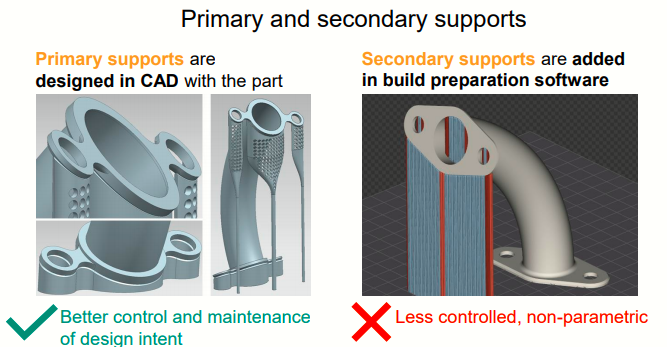 Primary and secondary supports
Primary supports are
designed in CAD with the part
Secondary supports are added
in build preparation software
Better control and maintenance
of design intent
Less controlled, non-parametric